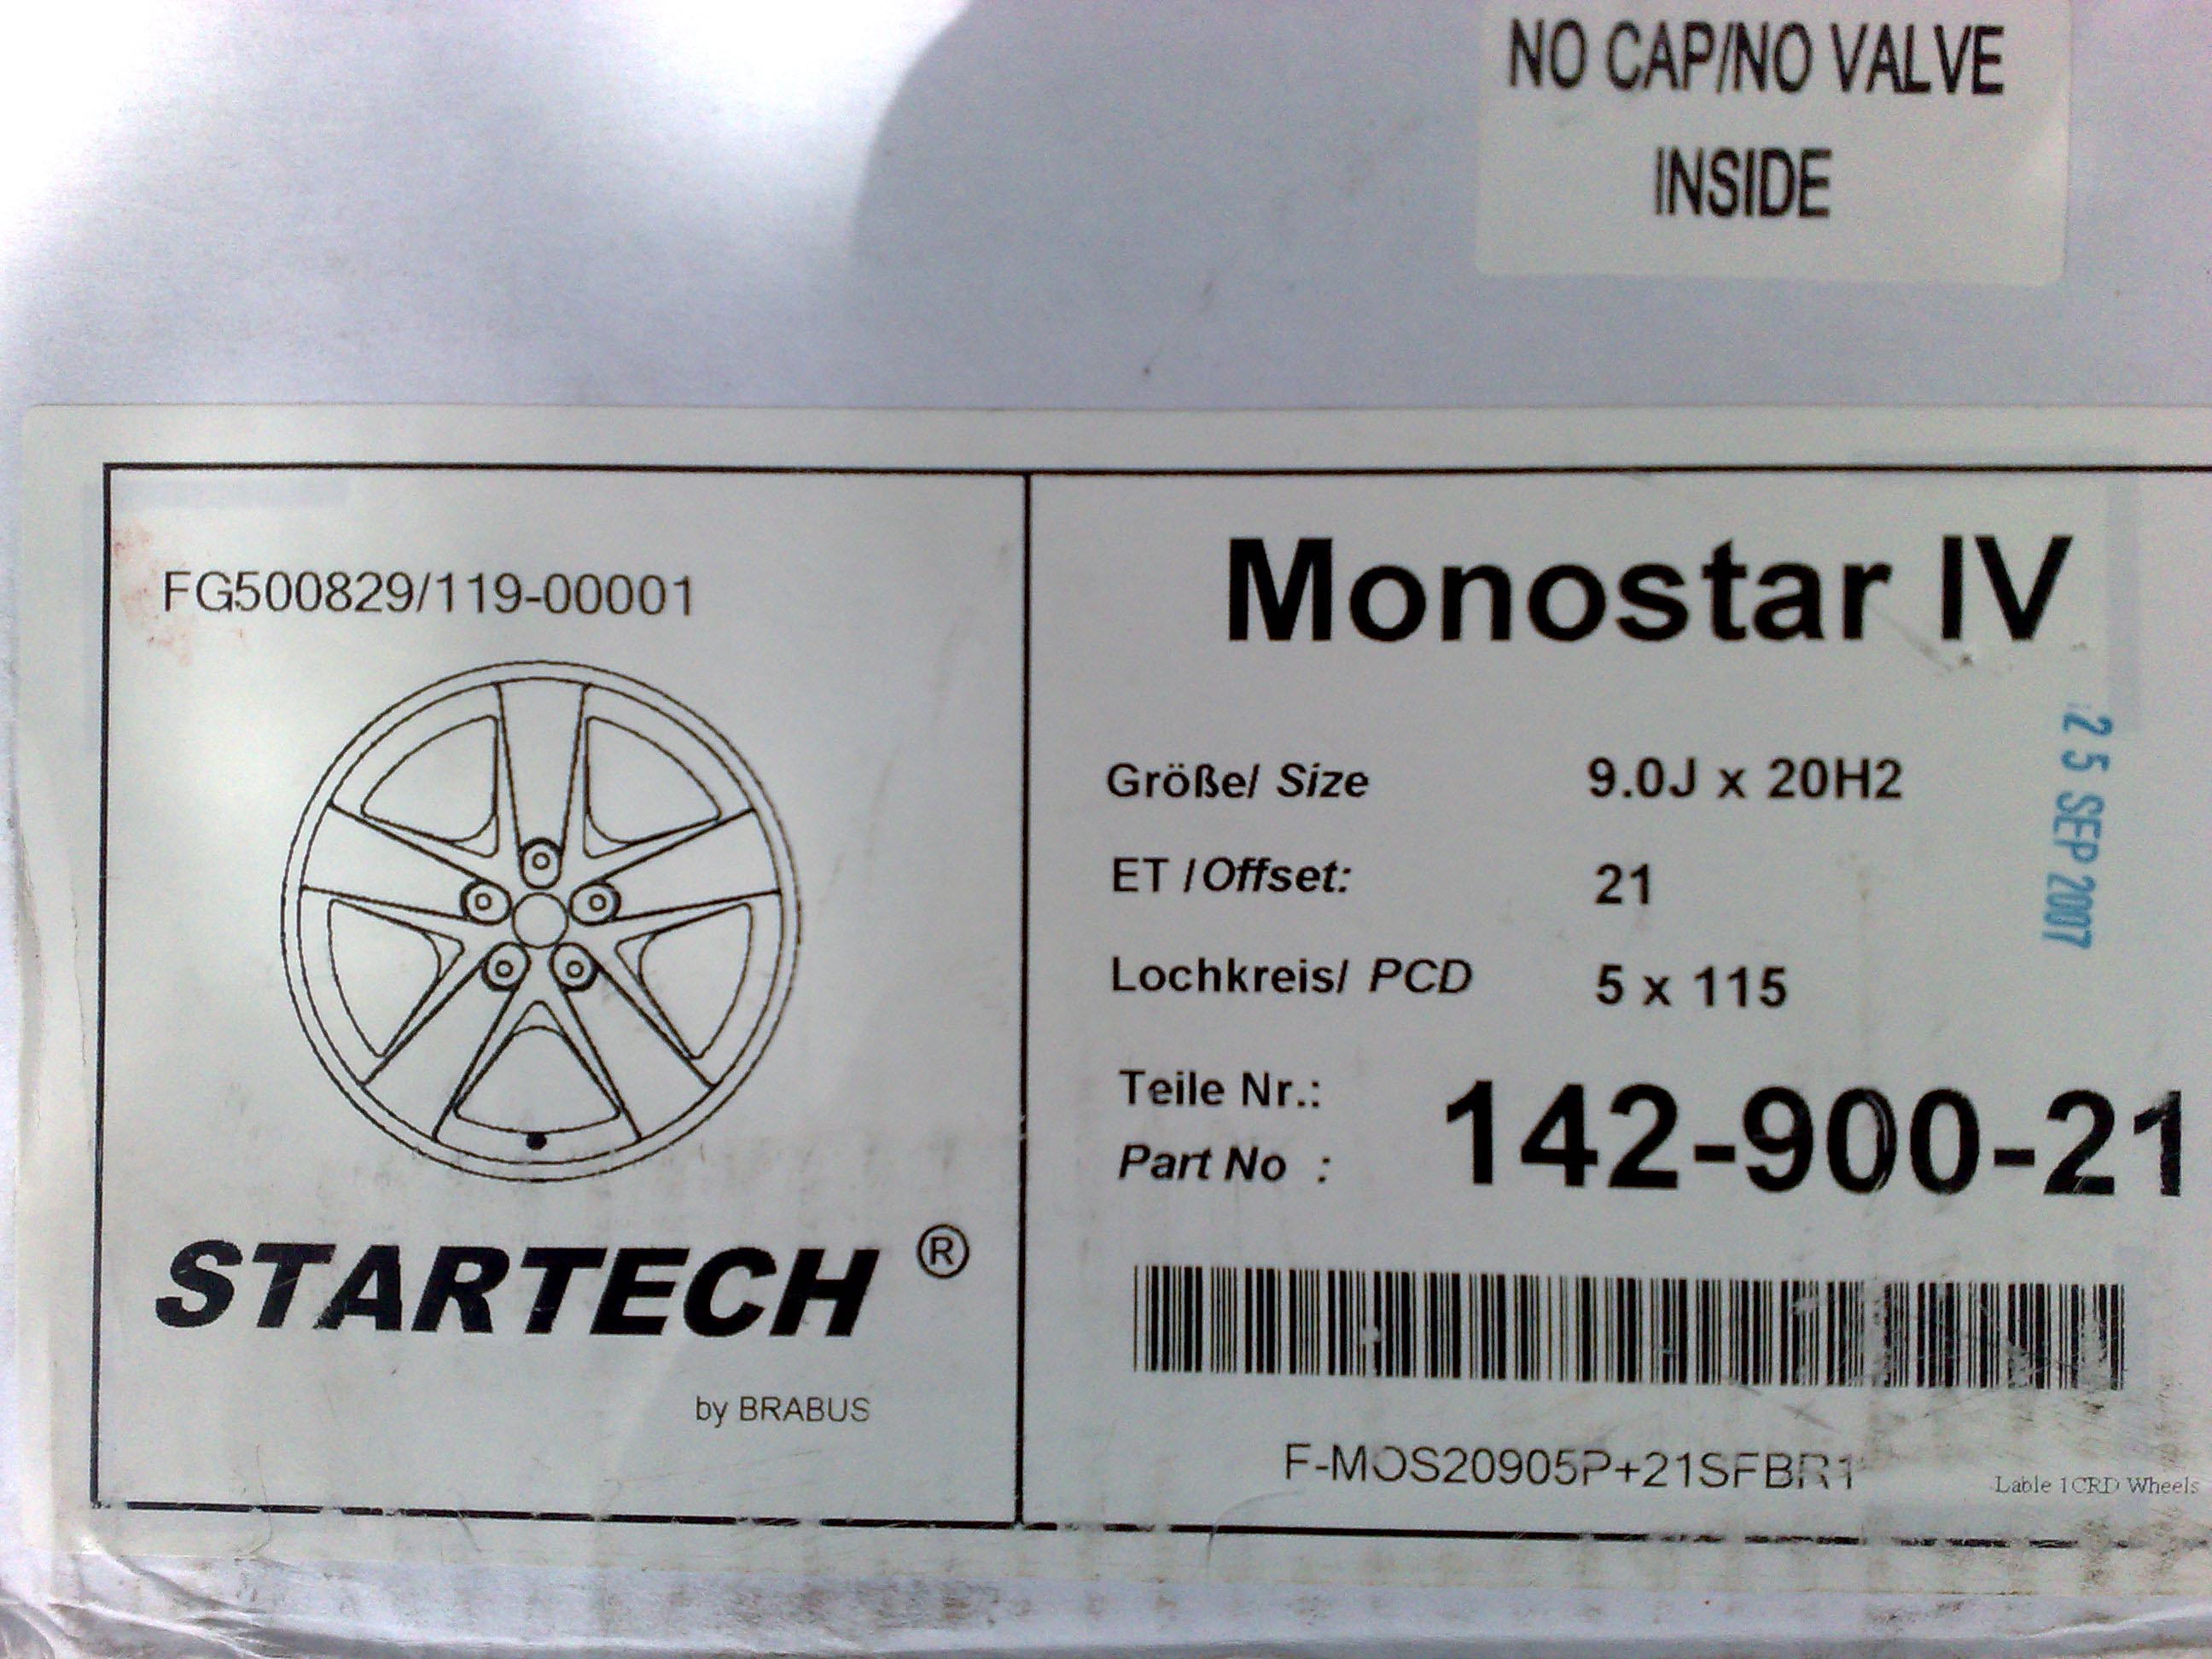 NO CAP/NO VALVE
INSIDE
FG500829/119-00001
STARTECH ®
by BRABUS
Monostar IV
Größe/ Size 9.0J x 20H2
ET /Offset: 21
Lochkreis/ PCD 5 x 115
Teile Nr.:
Part No : 142-900-21
25 SEP 2007
F-MOS20905P+21SFBR1
Lable 1CRD Wheels